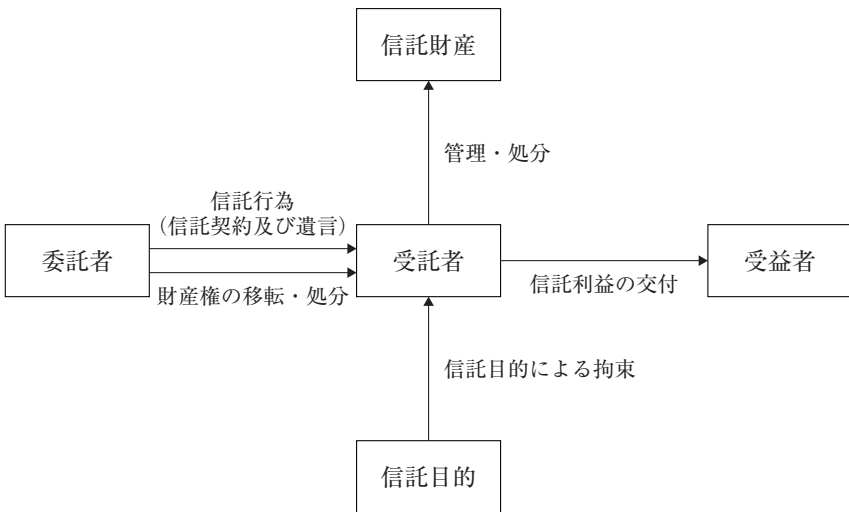 信託財産
管理・処分
信託行為
(信託契約及び遺言)
委託者
受託者
受益者
財産権の移転・処分
信託利益の交付
信託目的による拘束
信託目的